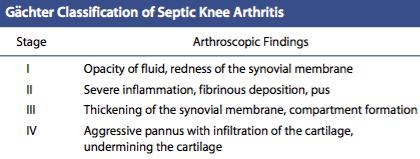 Gächter Classification of Septic Knee Arthritis
Stage Arthroscopic Findings
I Opacity of fluid, redness of the synovial membrane
II Severe inflammation, fibrinous deposition, pus
III Thickening of the synovial membrane, compartment formation
IV Aggressive pannus with infiltration of the cartilage,
undermining the cartilage